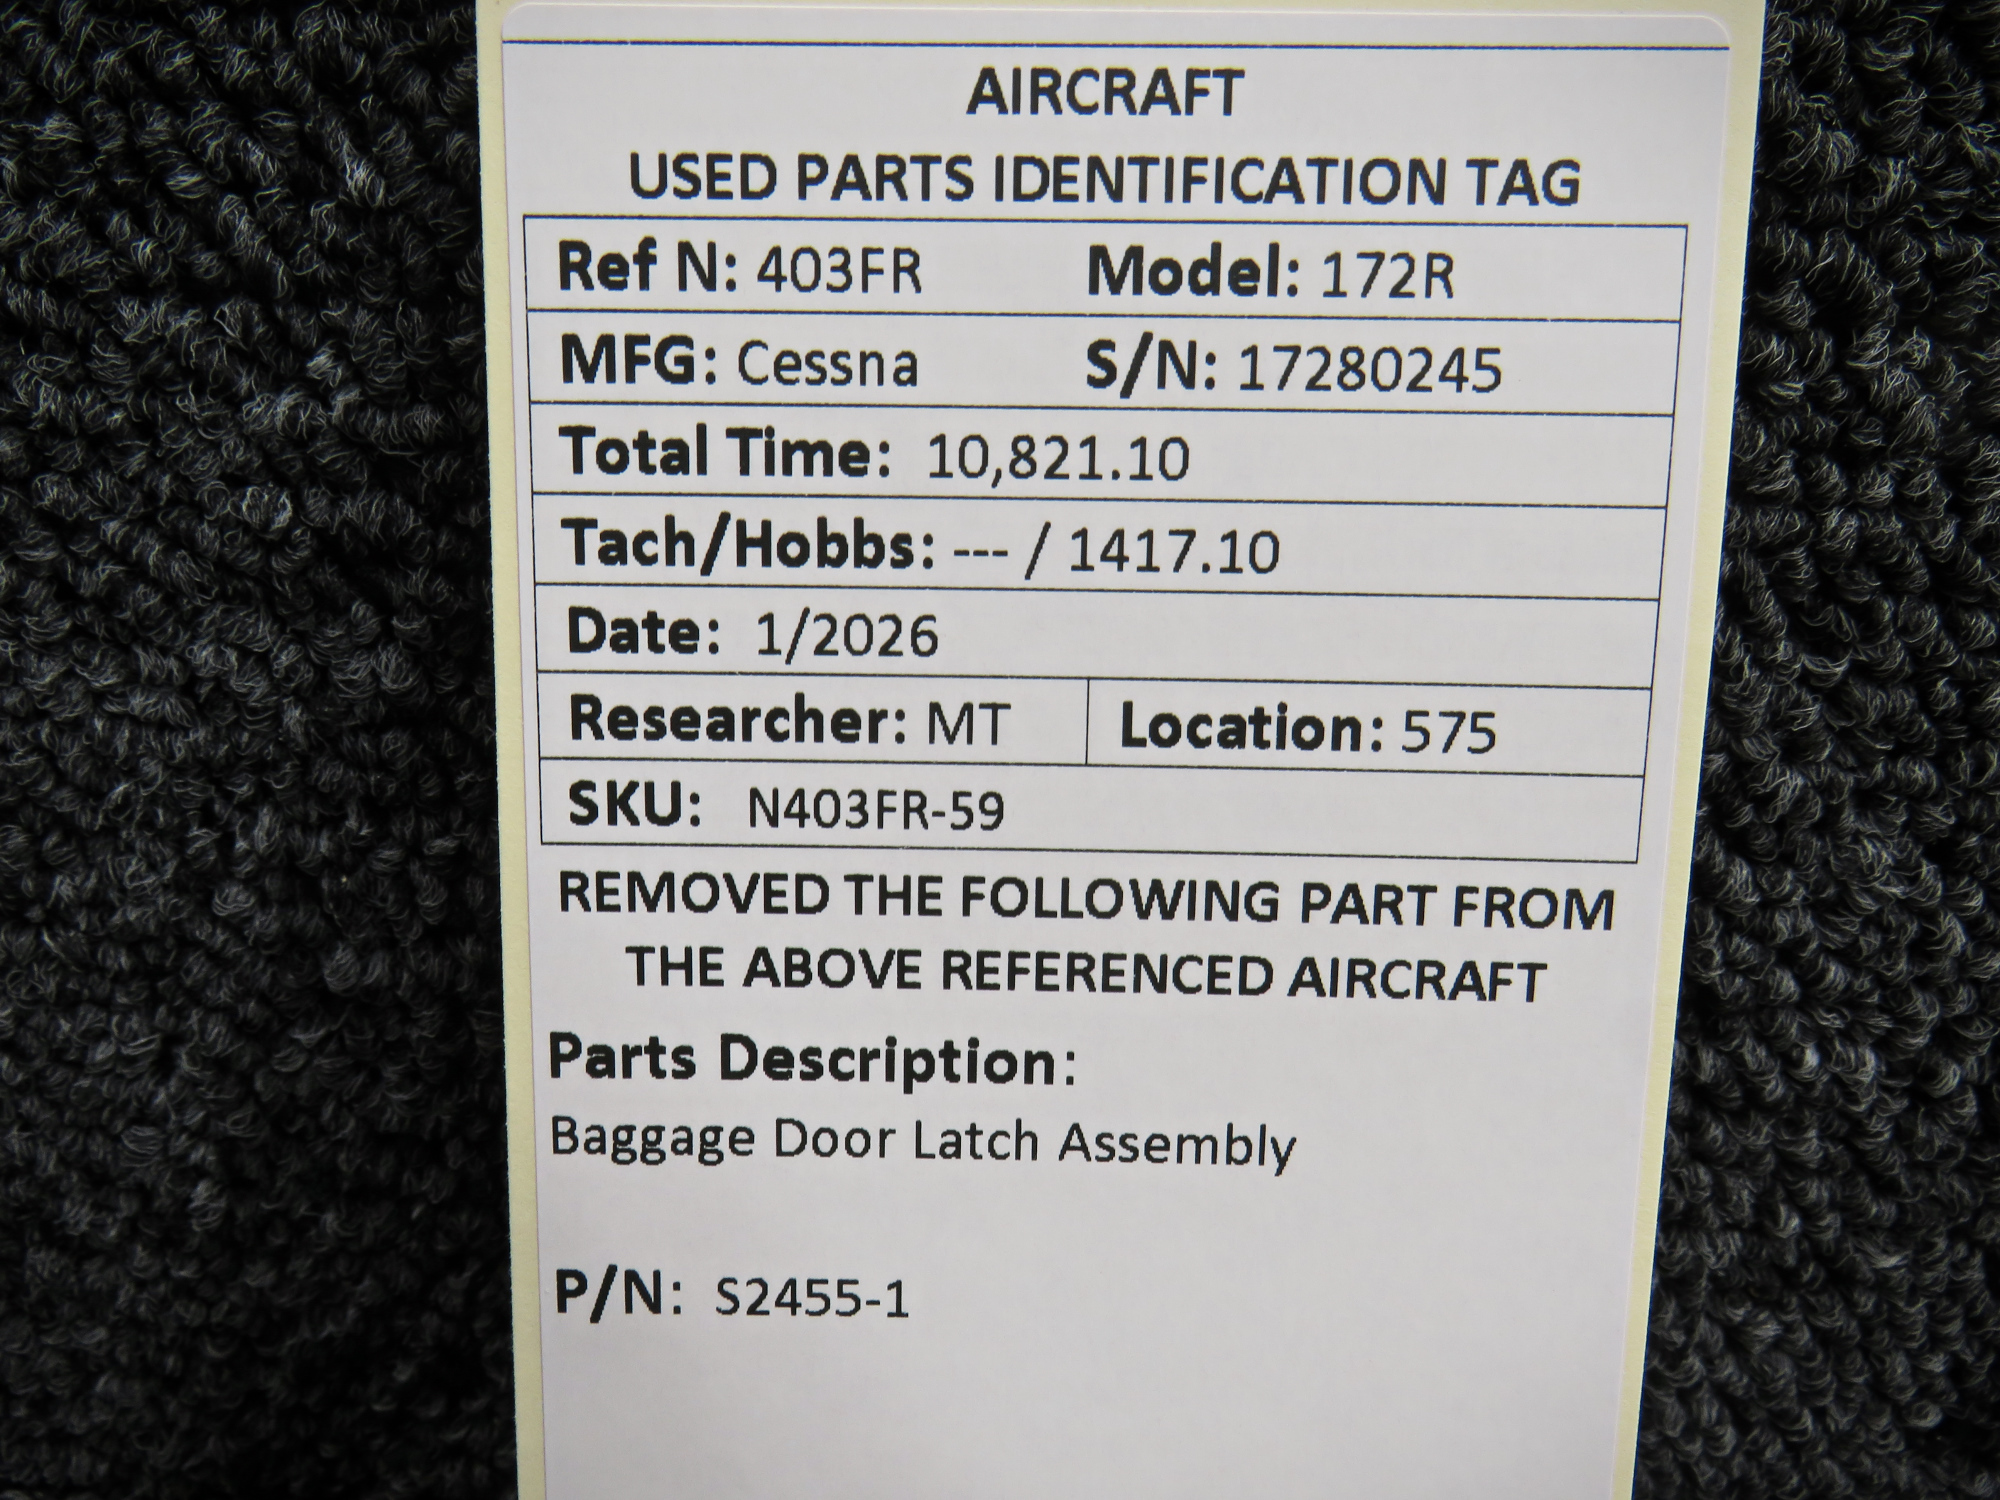 AIRCRAFT
USED PARTS IDENTIFICATION TAG
Ref N: 403FR Model: 172R
MFG: Cessna S/N: 17280245
Total Time: 10,821.10
Tach/Hobbs: --- / 1417.10
Date: 1/2026
Researcher: MT Location: 575
SKU: N403FR-59
REMOVED THE FOLLOWING PART FROM
THE ABOVE REFERENCED AIRCRAFT
Parts Description:
Baggage Door Latch Assembly
P/N: S2455-1